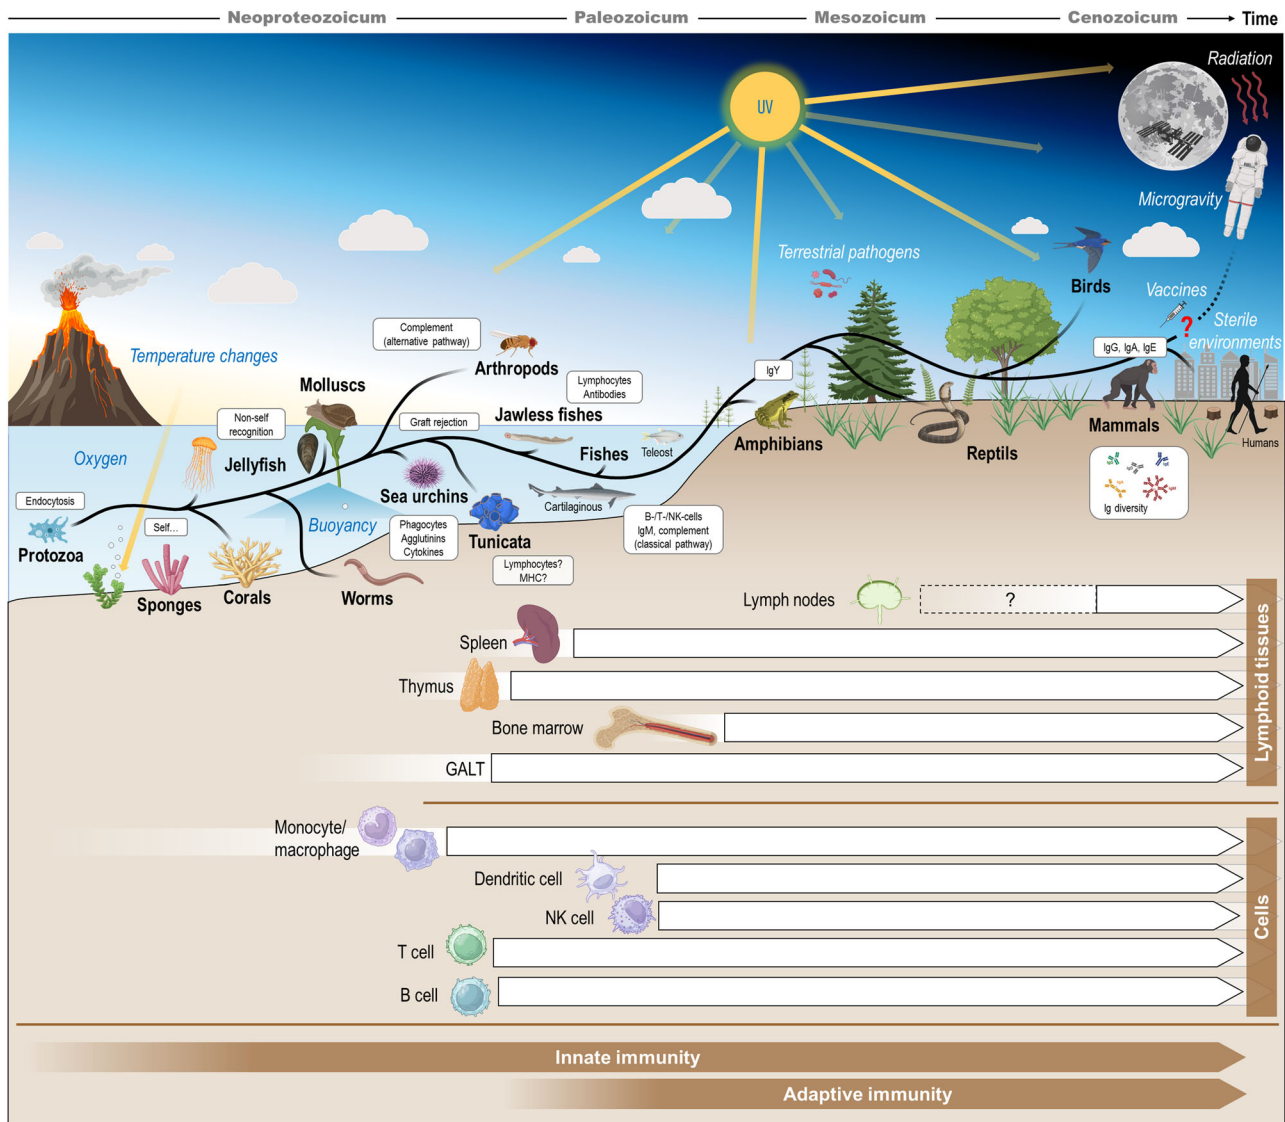 Neoproteozoicum
Paleozoicum
Mesozoicum
Cenozoicum
Time
UV
Radiation
Microgravity
Terrestrial pathogens
Birds
Vaccines
?
Sterile
environments
Temperature changes
Complement
(alternative pathway)
Arthropods
IgG, IgA, IgE
IgY
Molluscs
Lymphocytes
Antibodies
Non-self
recognition
Graft rejection
Jawless fishes
Amphibians
Mammals
Humans
Oxygen
Jellyfish
Fishes
Teleost
Reptils
Sea urchins
Cartilaginous
Endocytosis
Self...
Buoyancy
Phagocytes
Agglutinins
Cytokines
Tunicata
B-/T-/NK-cells
IgM, complement
(classical pathway)
Ig diversity
Protozoa
Lymphocytes?
MHC?
Sponges
Corals
Worms
Lymph nodes
?
Spleen
Thymus
Bone marrow
GALT
Lymphoid tissues
Monocyte/
macrophage
Dendritic cell
NK cell
T cell
B cell
Cells
Innate immunity
Adaptive immunity